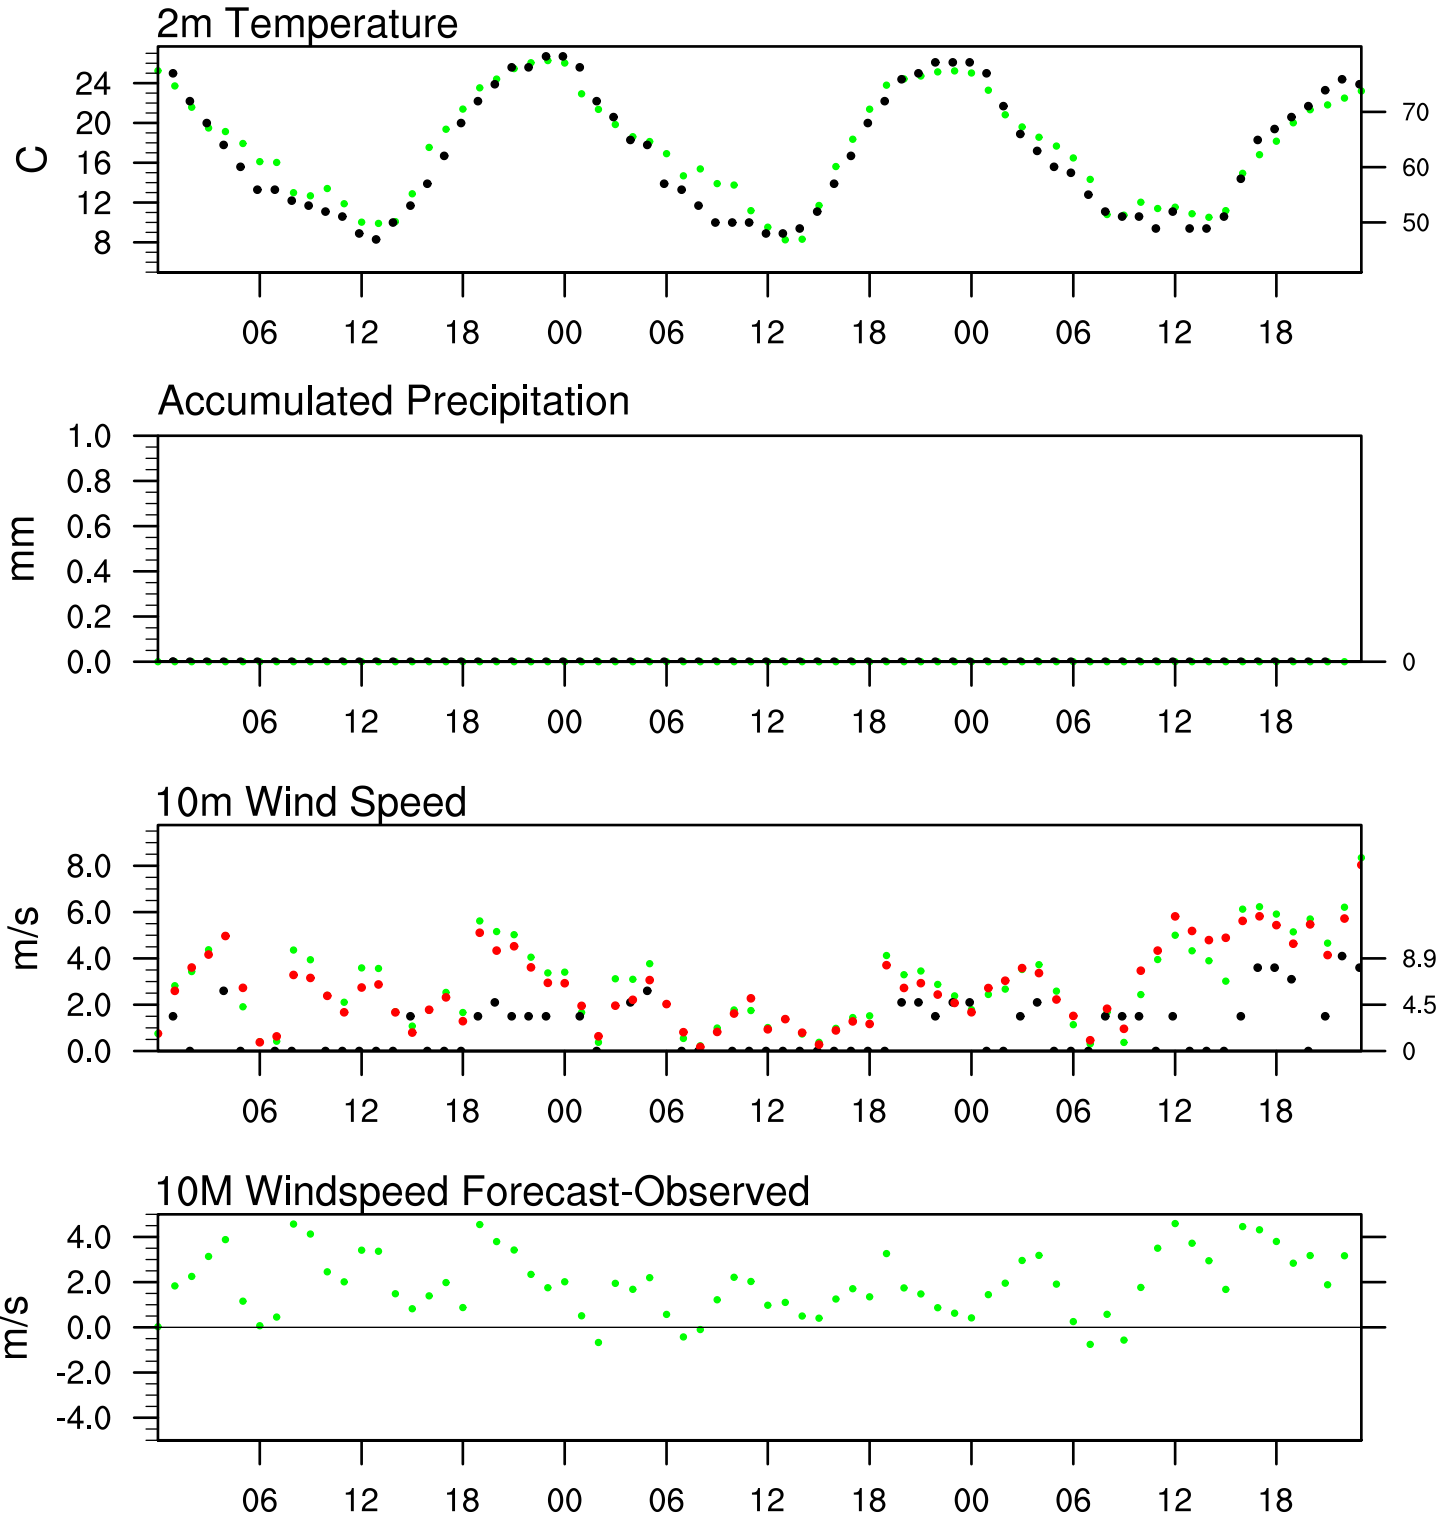 2m Temperature
C
24
20
16
12
8
70
60
50
06 12 18 00 06 12 18 00 06 12 18
Accumulated Precipitation
mm
1.0
0.8
0.6
0.4
0.2
0.0
0
06 12 18 00 06 12 18 00 06 12 18
10m Wind Speed
m/s
8.0
6.0
4.0
2.0
0.0
8.9
4.5
0
06 12 18 00 06 12 18 00 06 12 18
10M Windspeed Forecast-Observed
m/s
4.0
2.0
0.0
-2.0
-4.0
06 12 18 00 06 12 18 00 06 12 18